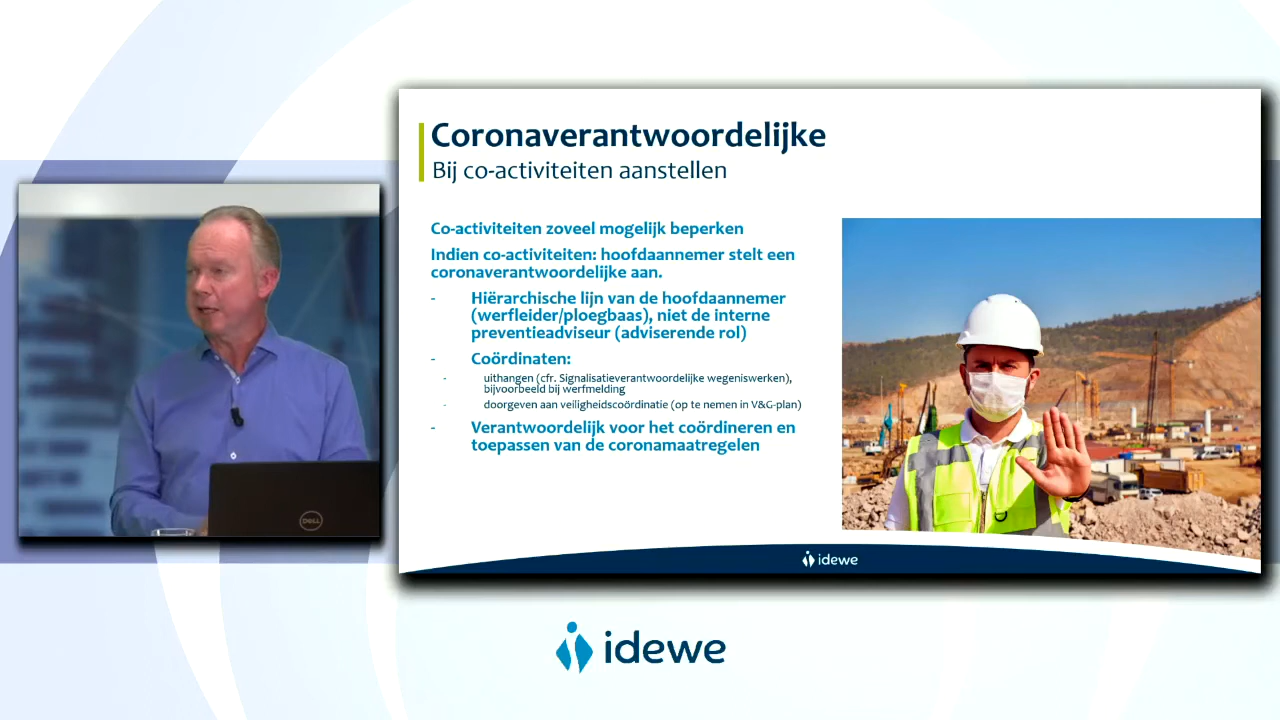 Coronaverantwoordelijke
Bij co-activiteiten aanstellen
Co-activiteiten zoveel mogelijk beperken
Indien co-activiteiten: hoofdaannemer stelt een
coronaverantwoordelijke aan.
- Hiërarchische lijn van de hoofdaannemer
(werfleider/ploegbaas), niet de interne
preventieadviseur (adviserende rol)
- Coördinaten:
- uithangen (cfr. Signalisatieverantwoordelijke wegeniswerken),
bijvoorbeeld bij werfmelding
- doorgeven aan veiligheidscoördinatie (op te nemen in V&G-plan)
- Verantwoordelijk voor het coördineren en
toepassen van de coronamaatregelen
idewe
DELL
idewe